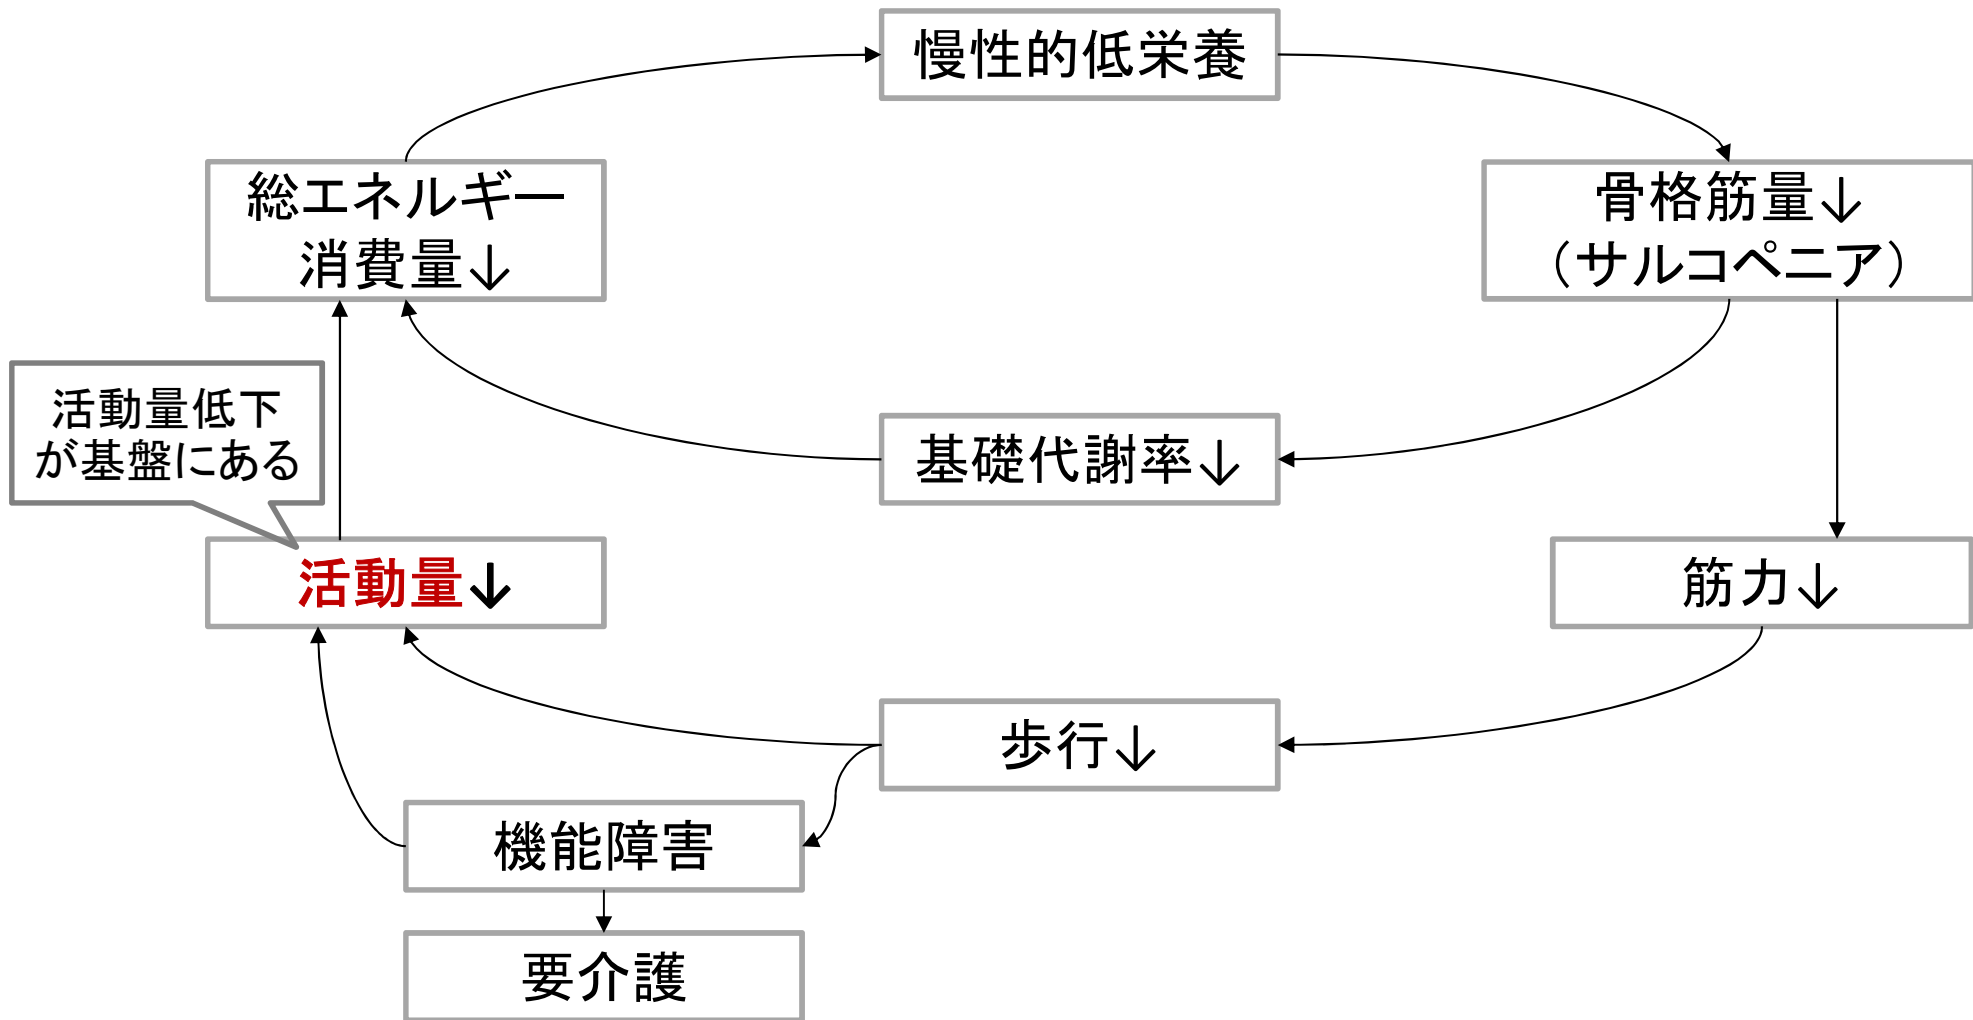 慢性的低栄養
総エネルギー
消費量↓
骨格筋量↓
（サルコペニア）
活動量低下
が基盤にある
基礎代謝率↓
活動量↓
筋力↓
歩行↓
機能障害
要介護